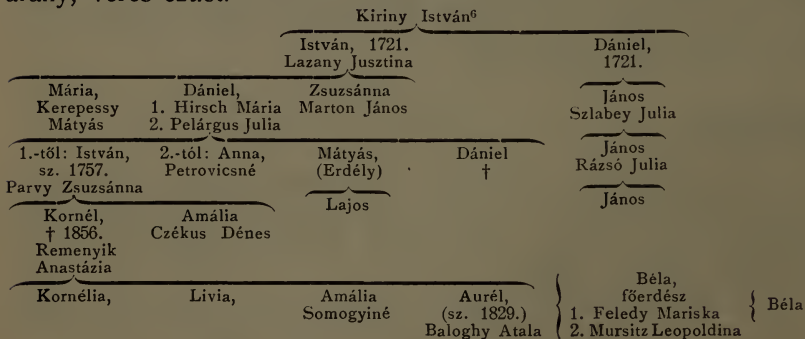 arany, veres-ezüst.
Kiriny István⁶
István, 1721.
Lazany Jusztina
Dániel,
1721.
Mária,
Kerepessy
Mátyás
Dániel,
1. Hirsch Mária
2. Pelárgus Julia
Zsuzsánna
Marton János
János
Szlabey Julia
1.-től: István,
sz. 1757.
Parvy Zsuzsánna
2.-tól: Anna,
Petrovicsné
Mátyás,
(Erdély)
Dániel
†
János
Rázsó Julia
Lajos
János
Kornél,
† 1856.
Remenyik
Anastázia
Amália
Czékus Dénes
Kornélia,
Livia,
Amália
Somogyiné
Aurél,
(sz. 1829.)
Baloghy Atala
Béla,
főerdész
1. Feledy Mariska
2. Mursitz Leopoldina
Béla